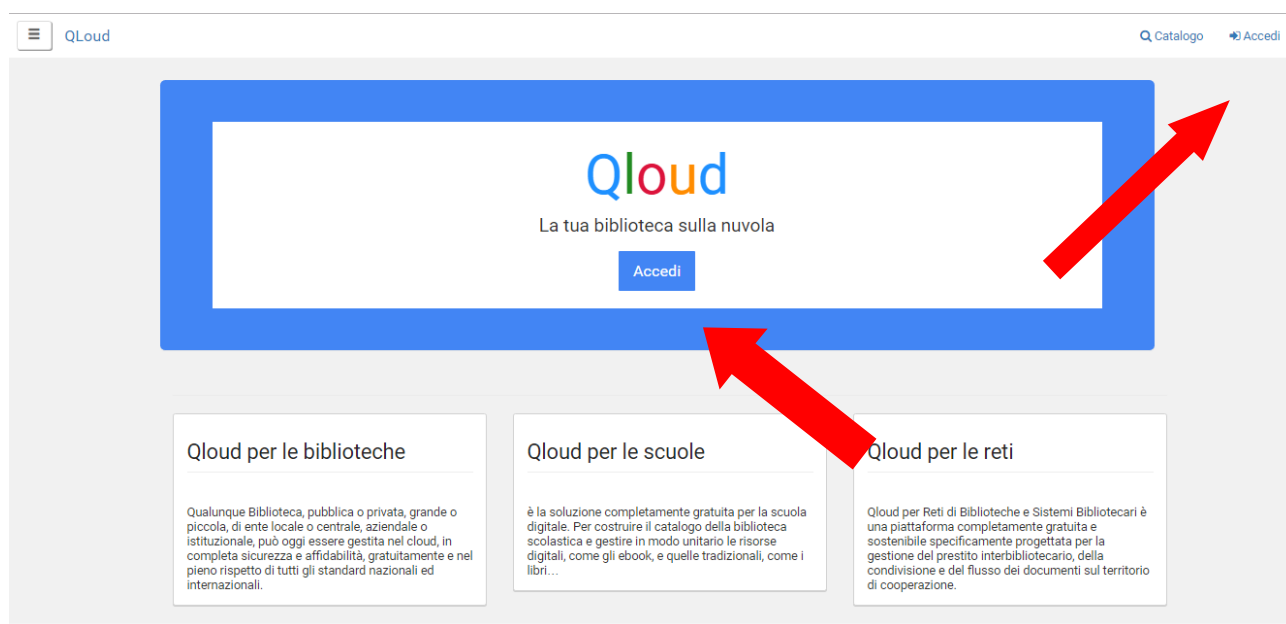 QLoud
Catalogo
Accedi
Qloud
La tua biblioteca sulla nuvola
Accedi
Qloud per le biblioteche
Qualunque Biblioteca, pubblica o privata, grande o
piccola, di ente locale o centrale, aziendale o
istituzionale, può oggi essere gestita nel cloud, in
completa sicurezza e affidabilità, gratuitamente e nel
pieno rispetto di tutti gli standard nazionali ed
internazionali.
Qloud per le scuole
è la soluzione completamente gratuita per la scuola
digitale. Per costruire il catalogo della biblioteca
scolastica e gestire in modo unitario le risorse
digitali, come gli ebook, e quelle tradizionali, come i
libri...
Qloud per le reti
Qloud per Reti di Biblioteche e Sistemi Bibliotecari è
una piattaforma completamente gratuita e
sostenibile specificamente progettata per la
gestione del prestito interbibliotecario, della
condivisione e del flusso dei documenti sul territorio
di cooperazione.